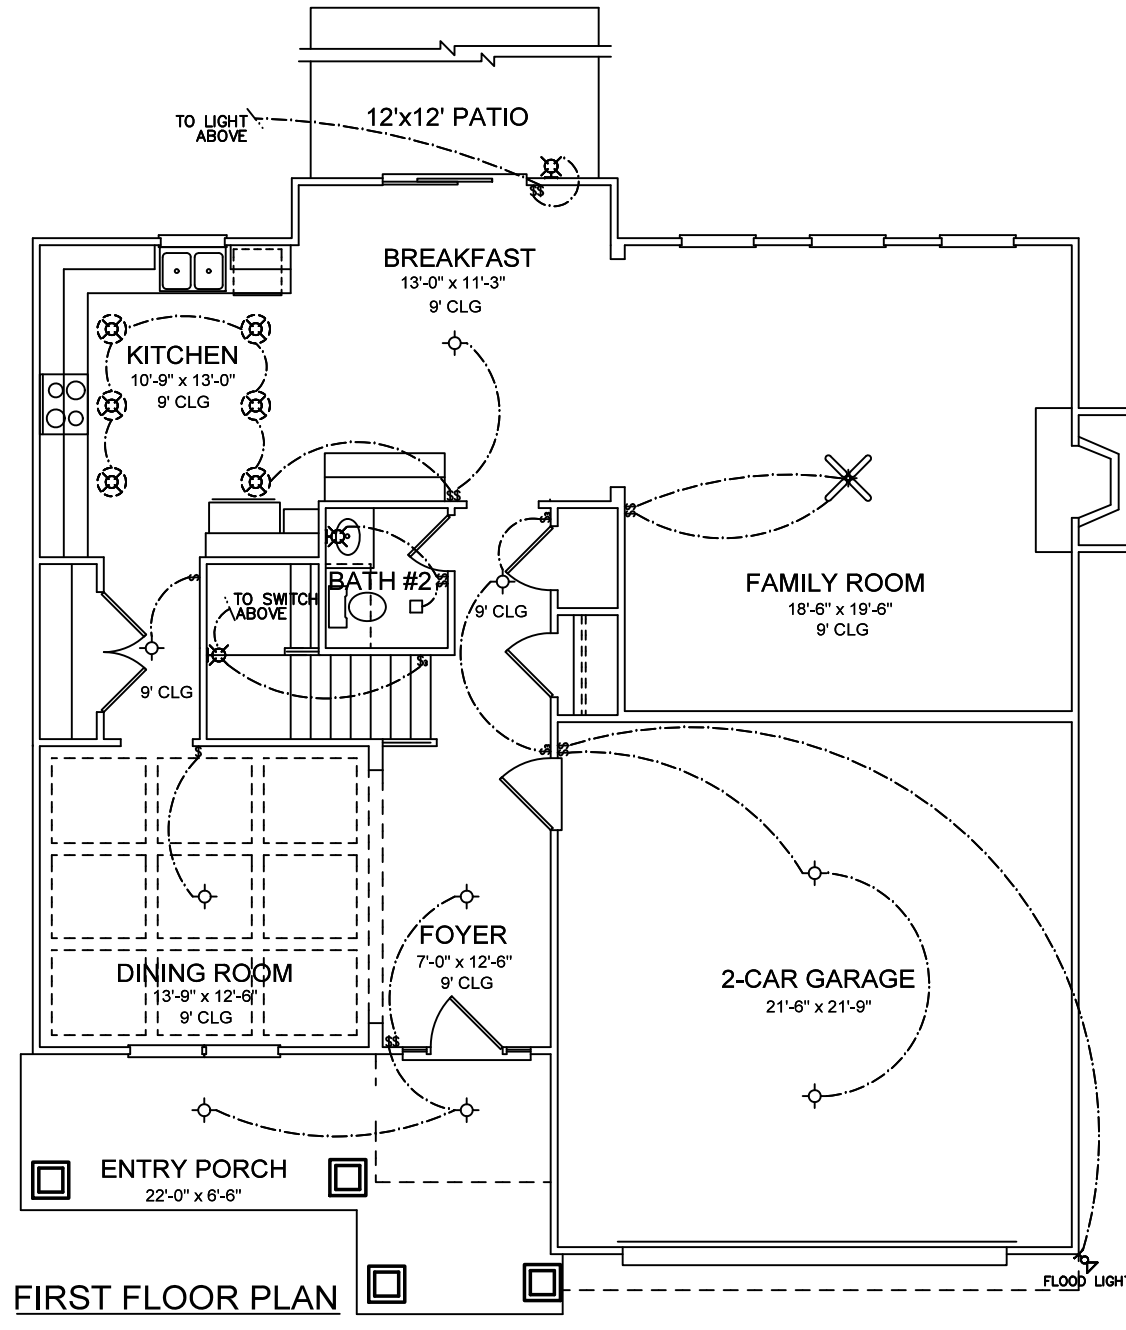 12'x12' PATIO
TO LIGHT
ABOVE
$$
BREAKFAST
13'-0" x 11'-3"
9' CLG
KITCHEN
10'-9" x 13'-0"
9' CLG
$$
$$
$3
BATH #2
$$
9' CLG
FAMILY ROOM
18'-6" x 19'-6"
9' CLG
$
TO SWITCH
ABOVE
$3
9' CLG
$
$3
$$
FOYER
7'-0" x 12'-6"
9' CLG
DINING ROOM
13'-9" x 12'-6"
9' CLG
2-CAR GARAGE
21'-6" x 21'-9"
$$
ENTRY PORCH
22'-0" x 6'-6"
FLOOD LIGHT
FIRST FLOOR PLAN